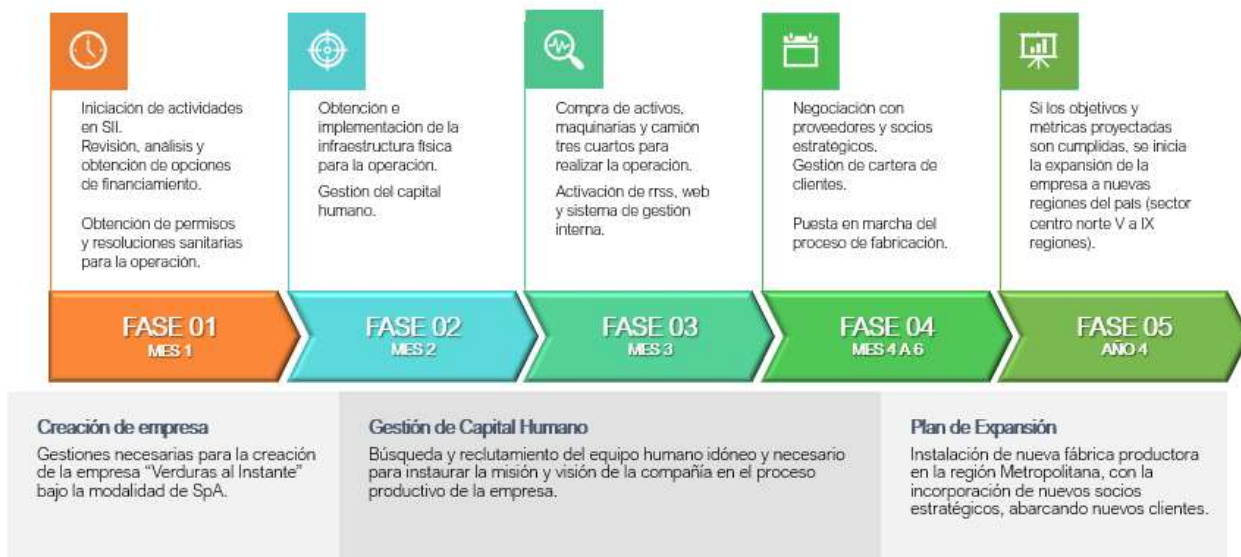 Iniciación de actividades
en SII.
Revisión, análisis y
obtención de opciones
de financiamiento.
Obtención de permisos
y resoluciones sanitarias
para la operación.
Obtención e
implementación de la
infraestructura física
para la operación.
Gestión del capital
humano.
Compra de activos,
maquinarias y camión
tres cuartos para
realizar la operación.
Activación de rrss, web
y sistema de gestión
interna.
Negociación con
proveedores y socios
estratégicos.
Gestión de cartera de
clientes.
Puesta en marcha del
proceso de fabricación.
Si los objetivos y
métricas proyectadas
son cumplidas, se inicia
la expansión de la
empresa a nuevas
regiones del país (sector
centro norte V a IX
regiones).
FASE 01
MES 1
FASE 02
MES 2
FASE 03
MES 3
FASE 04
MES 4 A 6
FASE 05
AÑO 4
Creación de empresa
Gestiones necesarias para la creación
de la empresa “Verduras al Instante”
bajo la modalidad de SpA.
Gestión de Capital Humano
Búsqueda y reclutamiento del equipo humano idóneo y necesario
para instaurar la misión y visión de la compañía en el proceso
productivo de la empresa.
Plan de Expansión
Instalación de nueva fábrica productora
en la región Metropolitana, con la
incorporación de nuevos socios
estratégicos, abarcando nuevos clientes.